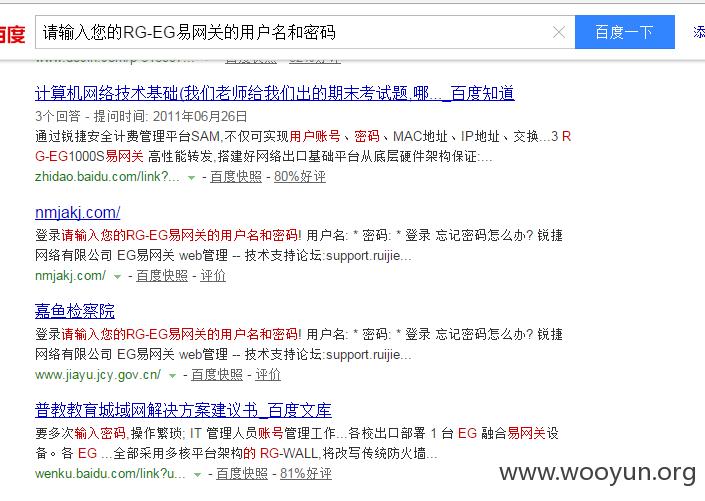 百度
请输入您的RG-EG易网关的用户名和密码
百度一下
计算机网络技术基础(我们老师给我们出的期末考试题,哪..._百度知道
3个回答 - 提问时间: 2011年06月26日
通过锐捷安全计费管理平台SAM,不仅可实现用户账号、密码、MAC地址、IP地址、交换...3 R
G-EG1000S易网关 高性能转发,搭建好网络出口基础平台从底层硬件架构保证:...
zhidao.baidu.com/link?... - 百度快照 - 80%好评
nmjakj.com/
登录请输入您的RG-EG易网关的用户名和密码! 用户名: * 密码: * 登录 忘记密码怎么办? 锐捷
网络有限公司 EG易网关 web管理 -- 技术支持论坛:support.ruijie...
nmjakj.com/ - 百度快照 - 评价
嘉鱼检察院
登录请输入您的RG-EG易网关的用户名和密码! 用户名: * 密码: * 登录 忘记密码怎么办? 锐捷
网络有限公司 EG易网关 web管理 -- 技术支持论坛:support.ruijie...
www.jiayu.jcy.gov.cn/ - 百度快照 - 评价
普教教育城域网解决方案建议书_百度文库
要多次输入密码,操作繁琐; IT 管理人员账号管理工作...各校出口部署 1 台 EG 融合易网关设
备。各 EG ...全部采用多核平台架构的 RG-WALL,将改写传统防火墙...
wenku.baidu.com/link?u... - 百度快照 - 81%好评
www.wooyun.org